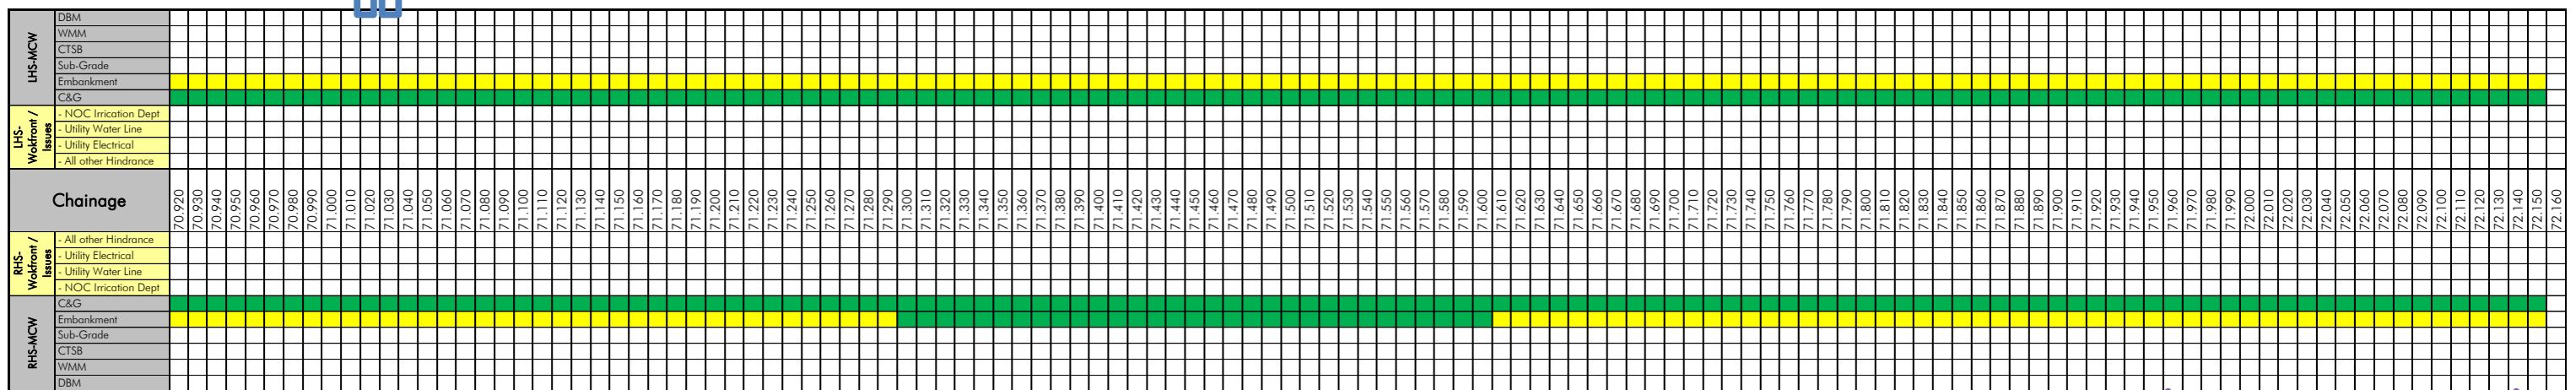 LHS-MCW
DBM
WMM
CTSB
Sub-Grade
Embankment
C&G
LHS-
Wokfront /
Issues
- NOC Irrication Dept
- Utility Water Line
- Utility Electrical
- All other Hindrance
Chainage
70.920 70.930 70.940 70.950 70.960 70.970 70.980 70.990 71.000 71.010 71.020 71.030 71.040 71.050 71.060 71.070 71.080 71.090 71.100 71.110 71.120 71.130 71.140 71.150 71.160 71.170 71.180 71.190 71.200 71.210 71.220 71.230 71.240 71.250 71.260 71.270 71.280 71.290 71.300 71.310 71.320 71.330 71.340 71.350 71.360 71.370 71.380 71.390 71.400 71.410 71.420 71.430 71.440 71.450 71.460 71.470 71.480 71.490 71.500 71.510 71.520 71.530 71.540 71.550 71.560 71.570 71.580 71.590 71.600 71.610 71.620 71.630 71.640 71.650 71.660 71.670 71.680 71.690 71.700 71.710 71.720 71.730 71.740 71.750 71.760 71.770 71.780 71.790 71.800 71.810 71.820 71.830 71.840 71.850 71.860 71.870 71.880 71.890 71.900 71.910 71.920 71.930 71.940 71.950 71.960 71.970 71.980 71.990 72.000 72.010 72.020 72.030 72.040 72.050 72.060 72.070 72.080 72.090 72.100 72.110 72.120 72.130 72.140 72.150 72.160
RHS-
Wokfront /
Issues
- All other Hindrance
- Utility Electrical
- Utility Water Line
- NOC Irrication Dept
RHS-MCW
C&G
Embankment
Sub-Grade
CTSB
WMM
DBM